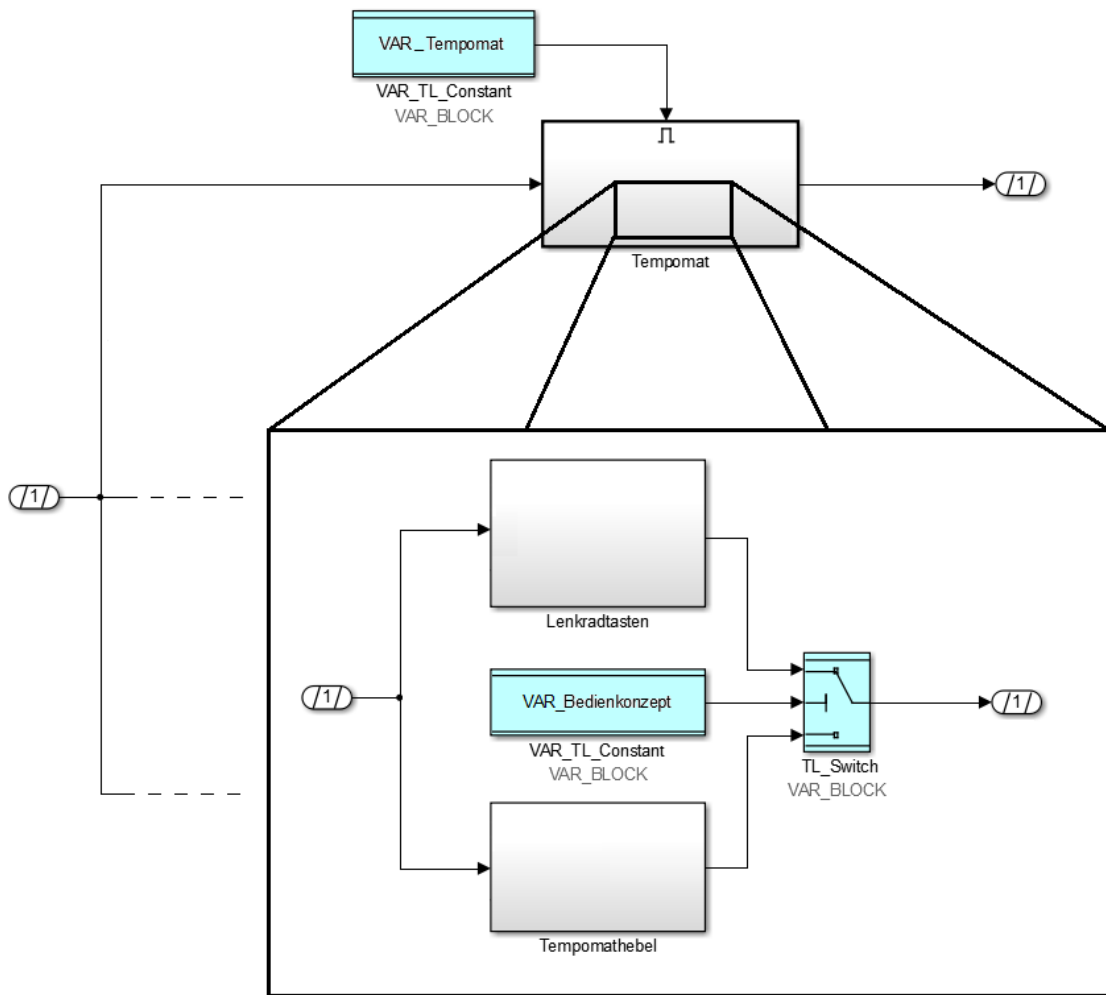 VAR_Tempomat
VAR_TL_Constant
VAR_BLOCK
/1/
Tempomat
/1/
Lenkradtasten
/1/
VAR_Bedienkonzept
/1/
VAR_TL_Constant
VAR_BLOCK
TL_Switch
VAR_BLOCK
Tempomathebel